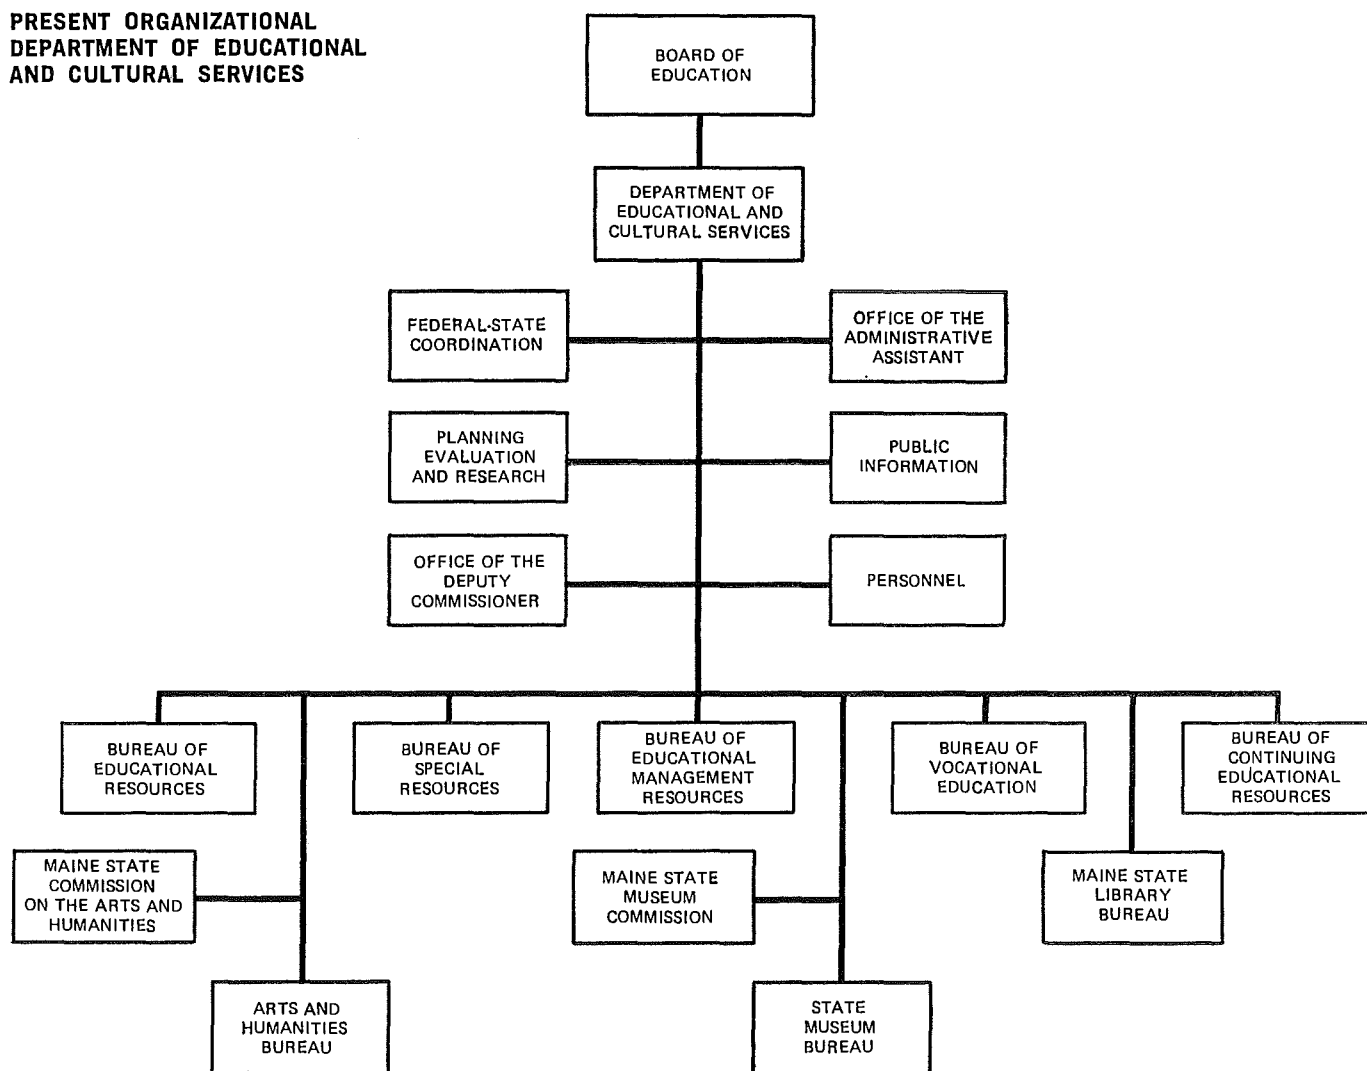 PRESENT ORGANIZATIONAL
DEPARTMENT OF EDUCATIONAL
AND CULTURAL SERVICES
BOARD OF
EDUCATION
DEPARTMENT OF
EDUCATIONAL AND
CULTURAL SERVICES
FEDERAL-STATE
COORDINATION
OFFICE OF THE
ADMINISTRATIVE
ASSISTANT
PLANNING
EVALUATION
AND RESEARCH
PUBLIC
INFORMATION
OFFICE OF THE
DEPUTY
COMMISSIONER
PERSONNEL
BUREAU OF
EDUCATIONAL
RESOURCES
BUREAU OF
SPECIAL
RESOURCES
BUREAU OF
EDUCATIONAL
MANAGEMENT
RESOURCES
BUREAU OF
VOCATIONAL
EDUCATION
BUREAU OF
CONTINUING
EDUCATIONAL
RESOURCES
MAINE STATE
COMMISSION
ON THE ARTS AND
HUMANITIES
MAINE STATE
MUSEUM
COMMISSION
MAINE STATE
LIBRARY
BUREAU
ARTS AND
HUMANITIES
BUREAU
STATE
MUSEUM
BUREAU